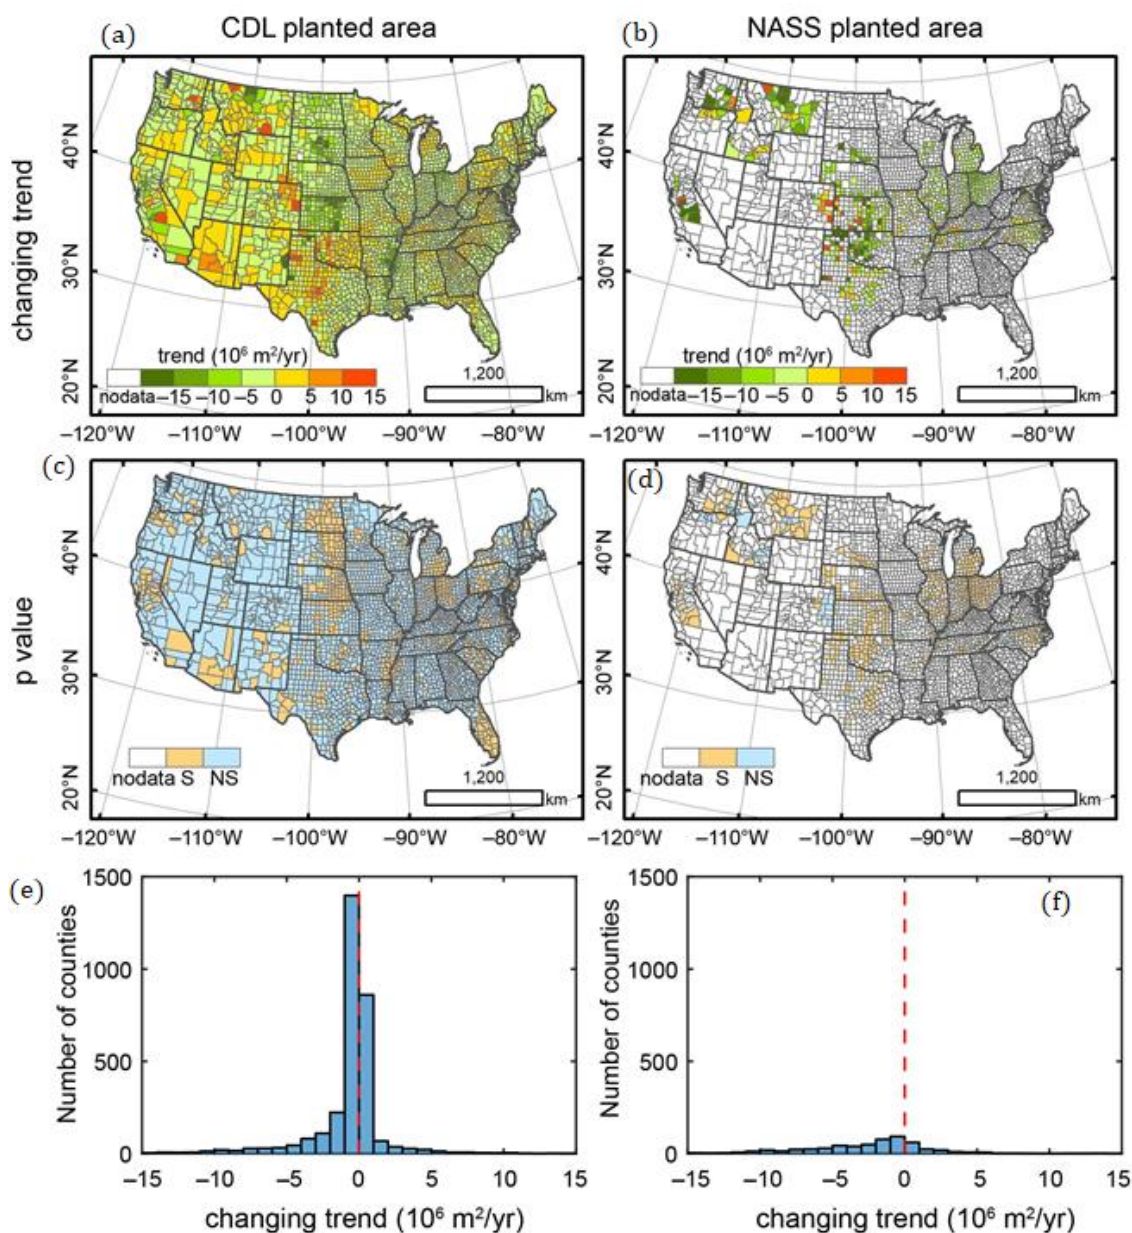 (a) CDL planted area
(b) NASS planted area
changing trend
40°N
30°N
20°N
trend (10⁶ m²/yr)
nodata –15 –10 –5 0 5 10 15
1,200
km
–120°W –110°W –100°W –90°W –80°W
40°N
30°N
20°N
trend (10⁶ m²/yr)
nodata –15 –10 –5 0 5 10 15
1,200
km
–120°W –110°W –100°W –90°W –80°W
(c)
(d)
p value
40°N
30°N
20°N
nodata S NS
1,200
km
–120°W –110°W –100°W –90°W –80°W
40°N
30°N
20°N
nodata S NS
1,200
km
–120°W –110°W –100°W –90°W –80°W
(e)
Number of counties
1500
1000
500
0
–15 –10 –5 0 5 10 15
changing trend (10⁶ m²/yr)
(f)
Number of counties
1500
1000
500
0
–15 –10 –5 0 5 10 15
changing trend (10⁶ m²/yr)